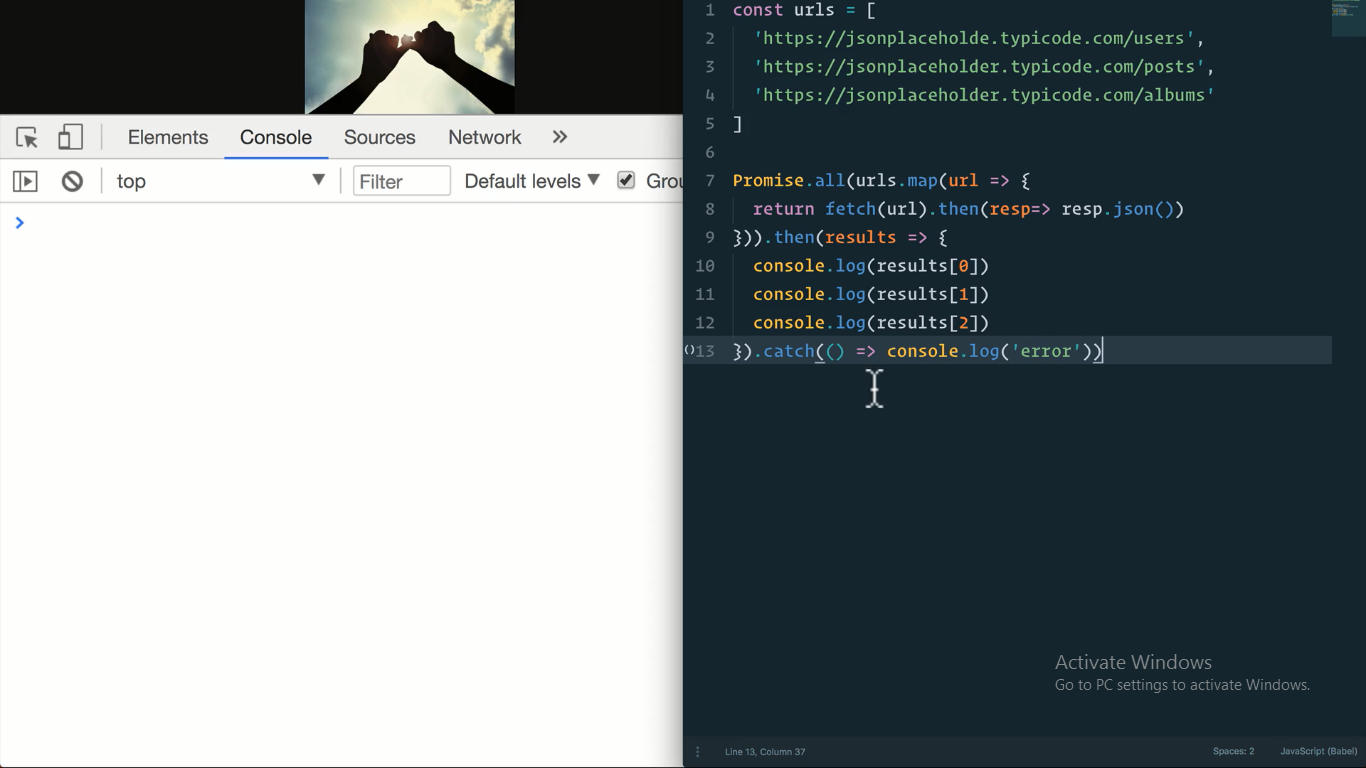 Elements Console Sources Network »
top ▼ Filter Default levels ▼ Grou
>
1 const urls = [
2 'https://jsonplaceholde.typicode.com/users',
3 'https://jsonplaceholder.typicode.com/posts',
4 'https://jsonplaceholder.typicode.com/albums'
5 ]
6
7 Promise.all(urls.map(url => {
8 return fetch(url).then(resp=> resp.json())
9 })).then(results => {
10 console.log(results[0])
11 console.log(results[1])
12 console.log(results[2])
13 }).catch(() => console.log('error'))
Activate Windows
Go to PC settings to activate Windows.
Line 13, Column 37 Spaces: 2 JavaScript (Babel)